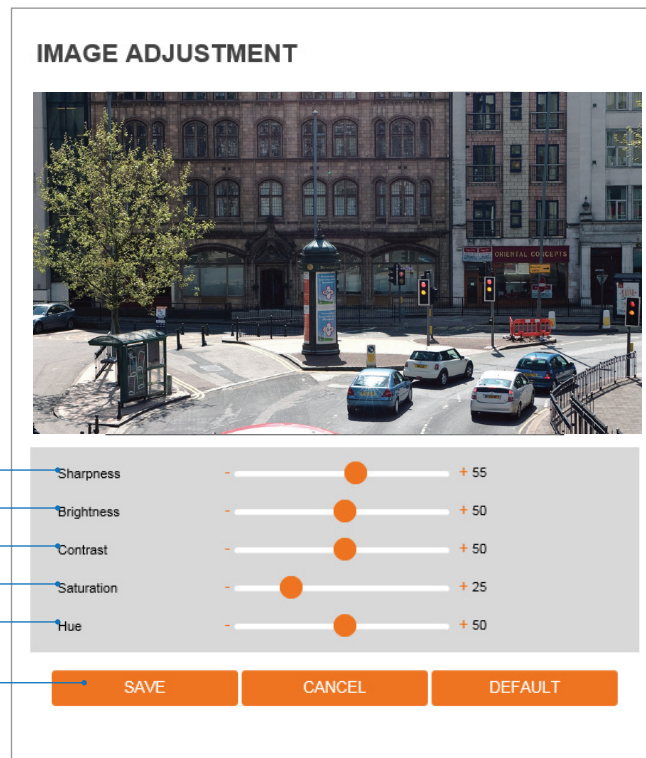 IMAGE ADJUSTMENT
ORIENTAL CONCEPTS
Sharpness - + 55
Brightness - + 50
Contrast - + 50
Saturation - + 25
Hue - + 50
SAVE CANCEL DEFAULT